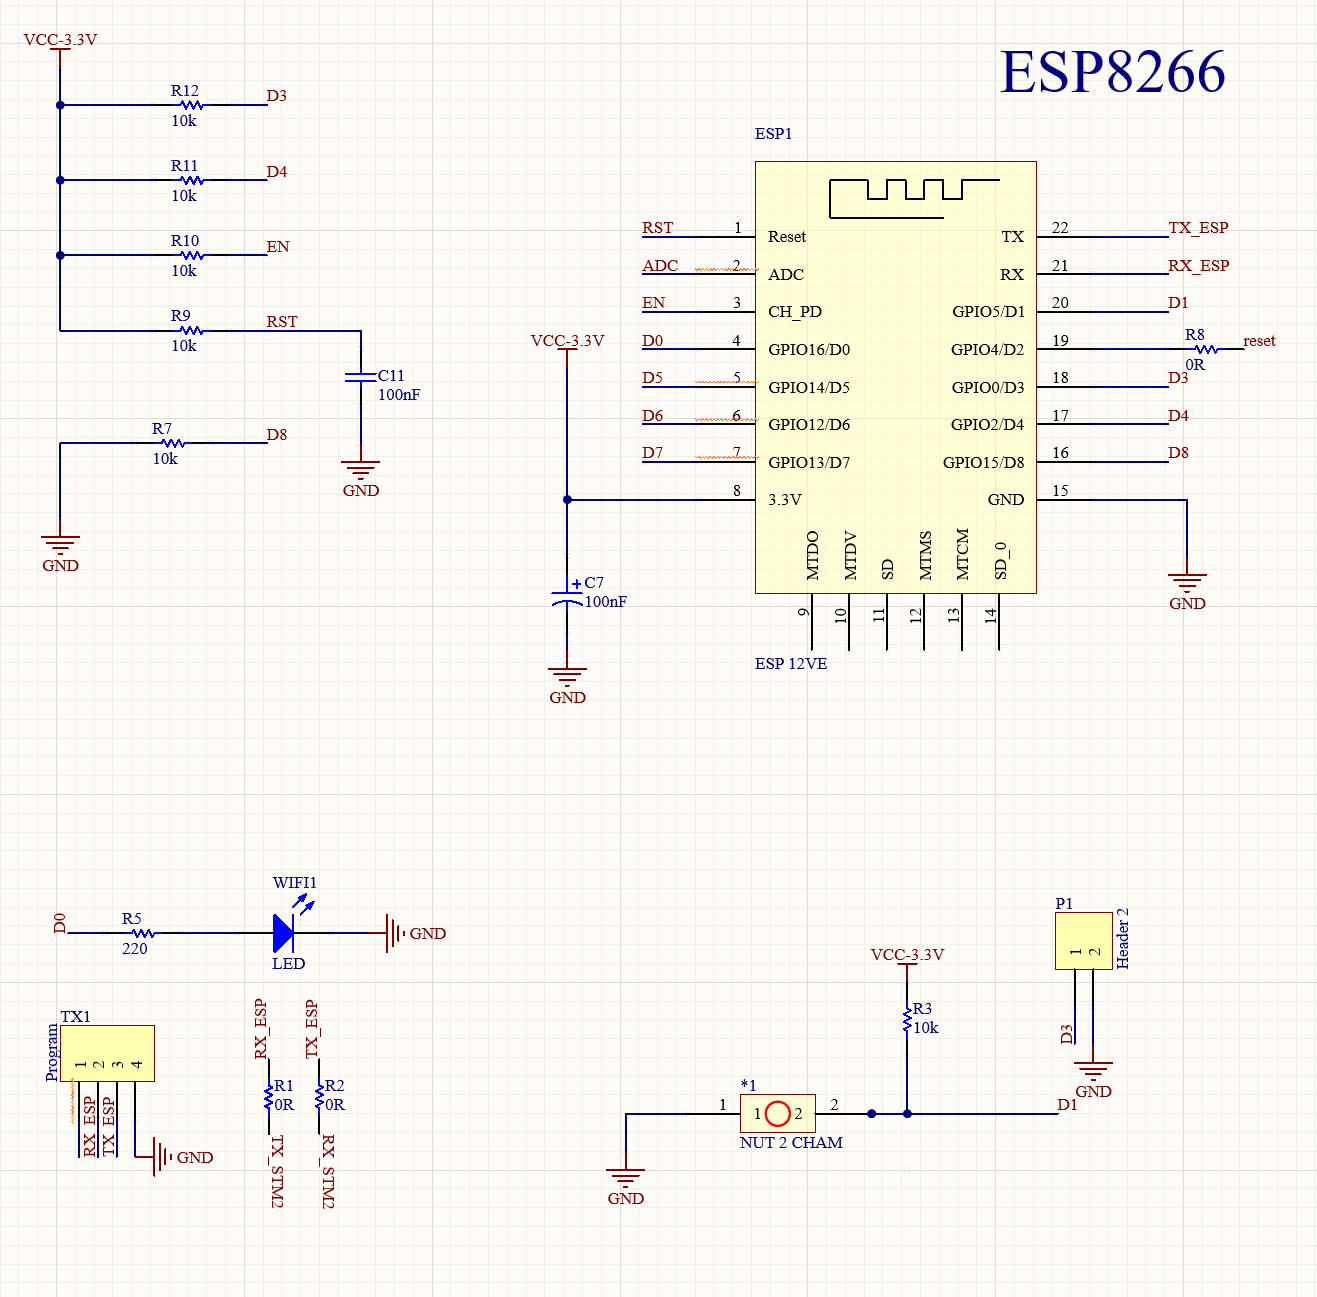 ESP8266
VCC-3.3V
R12
10k
D3
R11
10k
D4
R10
10k
EN
R9
10k
RST
C11
100nF
GND
R7
10k
D8
GND
ESP1
RST
1
Reset
ADC
2
ADC
EN
3
CH_PD
D0
4
GPIO16/D0
D5
5
GPIO14/D5
D6
6
GPIO12/D6
D7
7
GPIO13/D7
8
3.3V
TX
22
TX_ESP
RX
21
RX_ESP
GPIO5/D1
20
D1
GPIO4/D2
19
R8
0R
reset
GPIO0/D3
18
D3
GPIO2/D4
17
D4
GPIO15/D8
16
D8
GND
15
GND
MTDO
MTDV
SD
MTMS
MTCM
SD_0
9
10
11
12
13
14
ESP 12VE
VCC-3.3V
C7
100nF
GND
D0
R5
220
WIFI1
LED
GND
TX1
Program
1
2
3
4
RX_ESP
TX_ESP
GND
RX_ESP
R1
0R
TX_STM2
TX_ESP
R2
0R
RX_STM2
VCC-3.3V
R3
10k
*1
1
1
2
2
NUT 2 CHAM
D1
GND
P1
Header 2
1
2
D3
GND